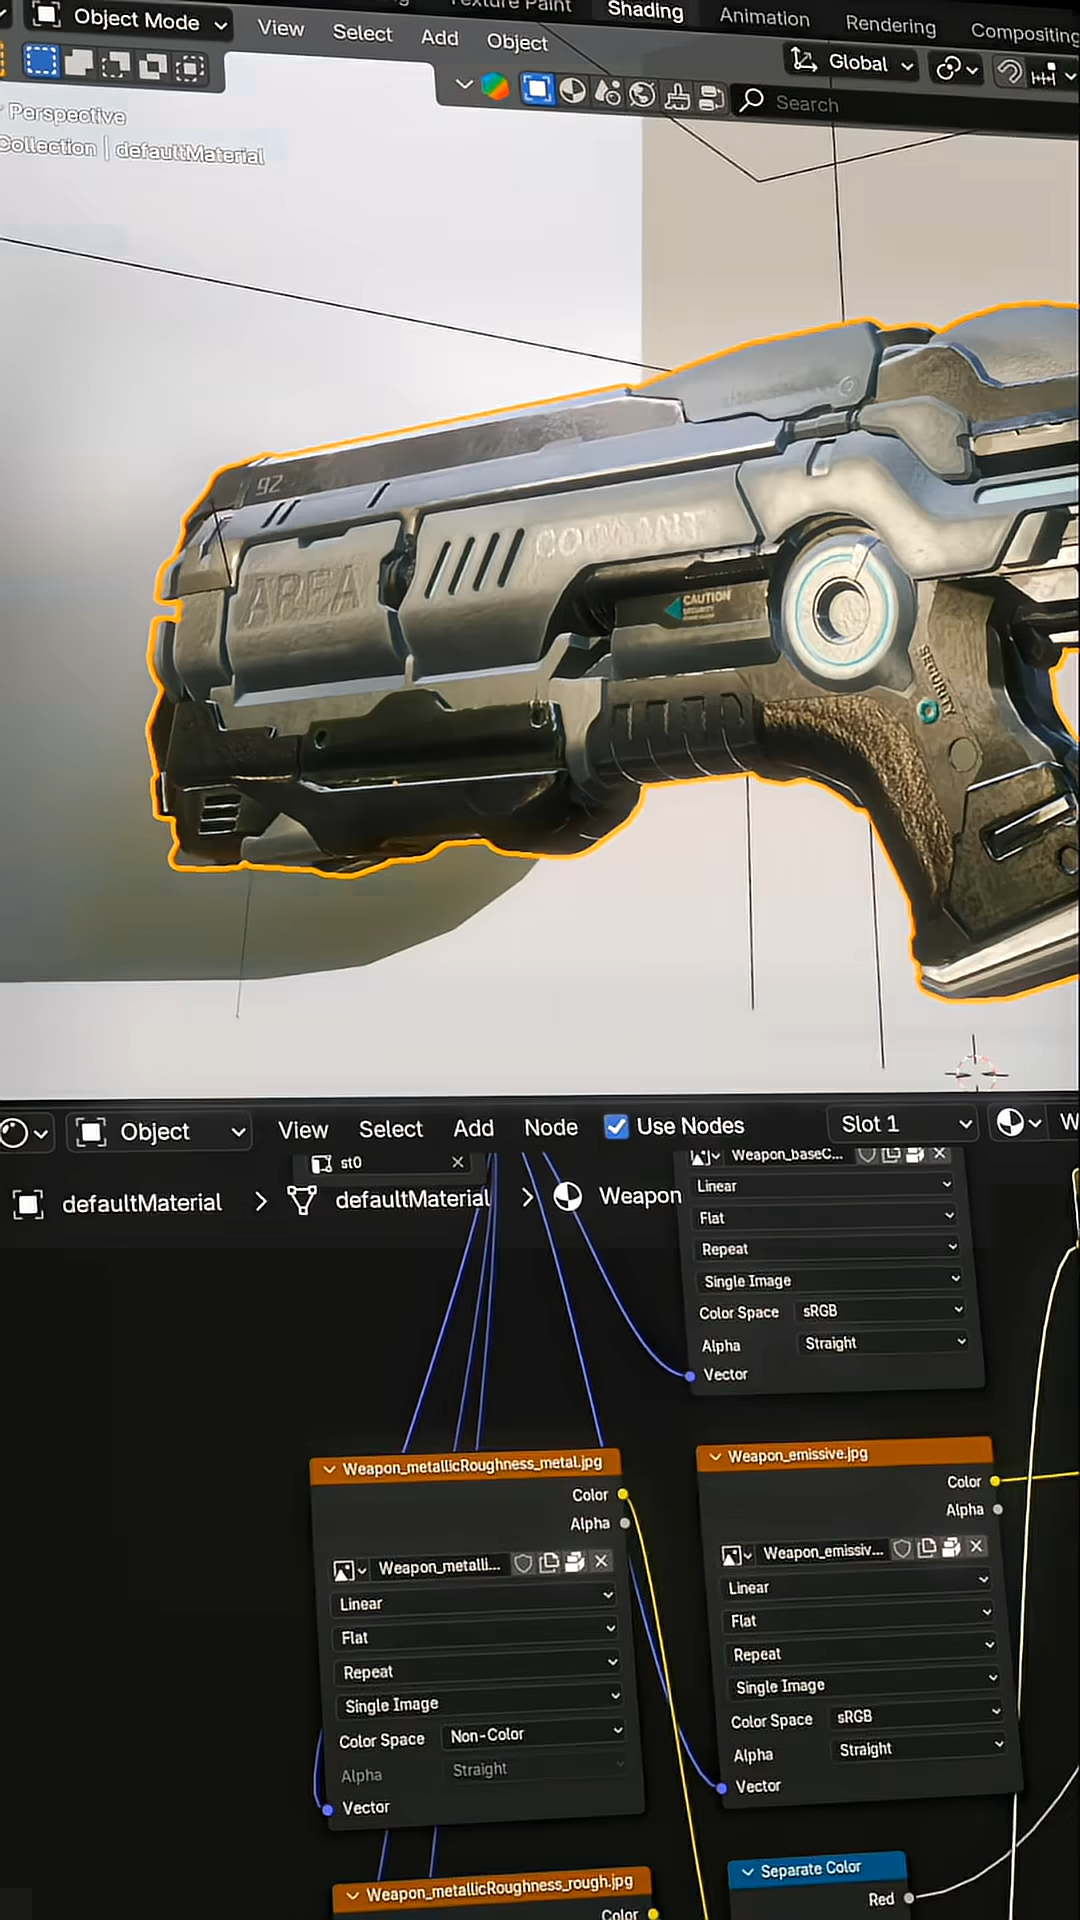 Texture Paint
Shading
Animation
Rendering
Compositing
Object Mode
View
Select
Add
Object
Global
Search
Perspective
Collection | defaultMaterial
92
AREA
CAUTION
SECURITY
SECURITY
Object
View
Select
Add
Node
Use Nodes
Slot 1
W
st0
defaultMaterial
defaultMaterial
Weapon
Weapon_baseC...
Linear
Flat
Repeat
Single Image
Color Space
sRGB
Alpha
Straight
Vector
Weapon_metallicRoughness_metal.jpg
Color
Alpha
Weapon_metalli...
Linear
Flat
Repeat
Single Image
Color Space
Non-Color
Alpha
Straight
Vector
Weapon_emissive.jpg
Color
Alpha
Weapon_emissiv...
Linear
Flat
Repeat
Single Image
Color Space
sRGB
Alpha
Straight
Vector
Weapon_metallicRoughness_rough.jpg
Color
Separate Color
Red